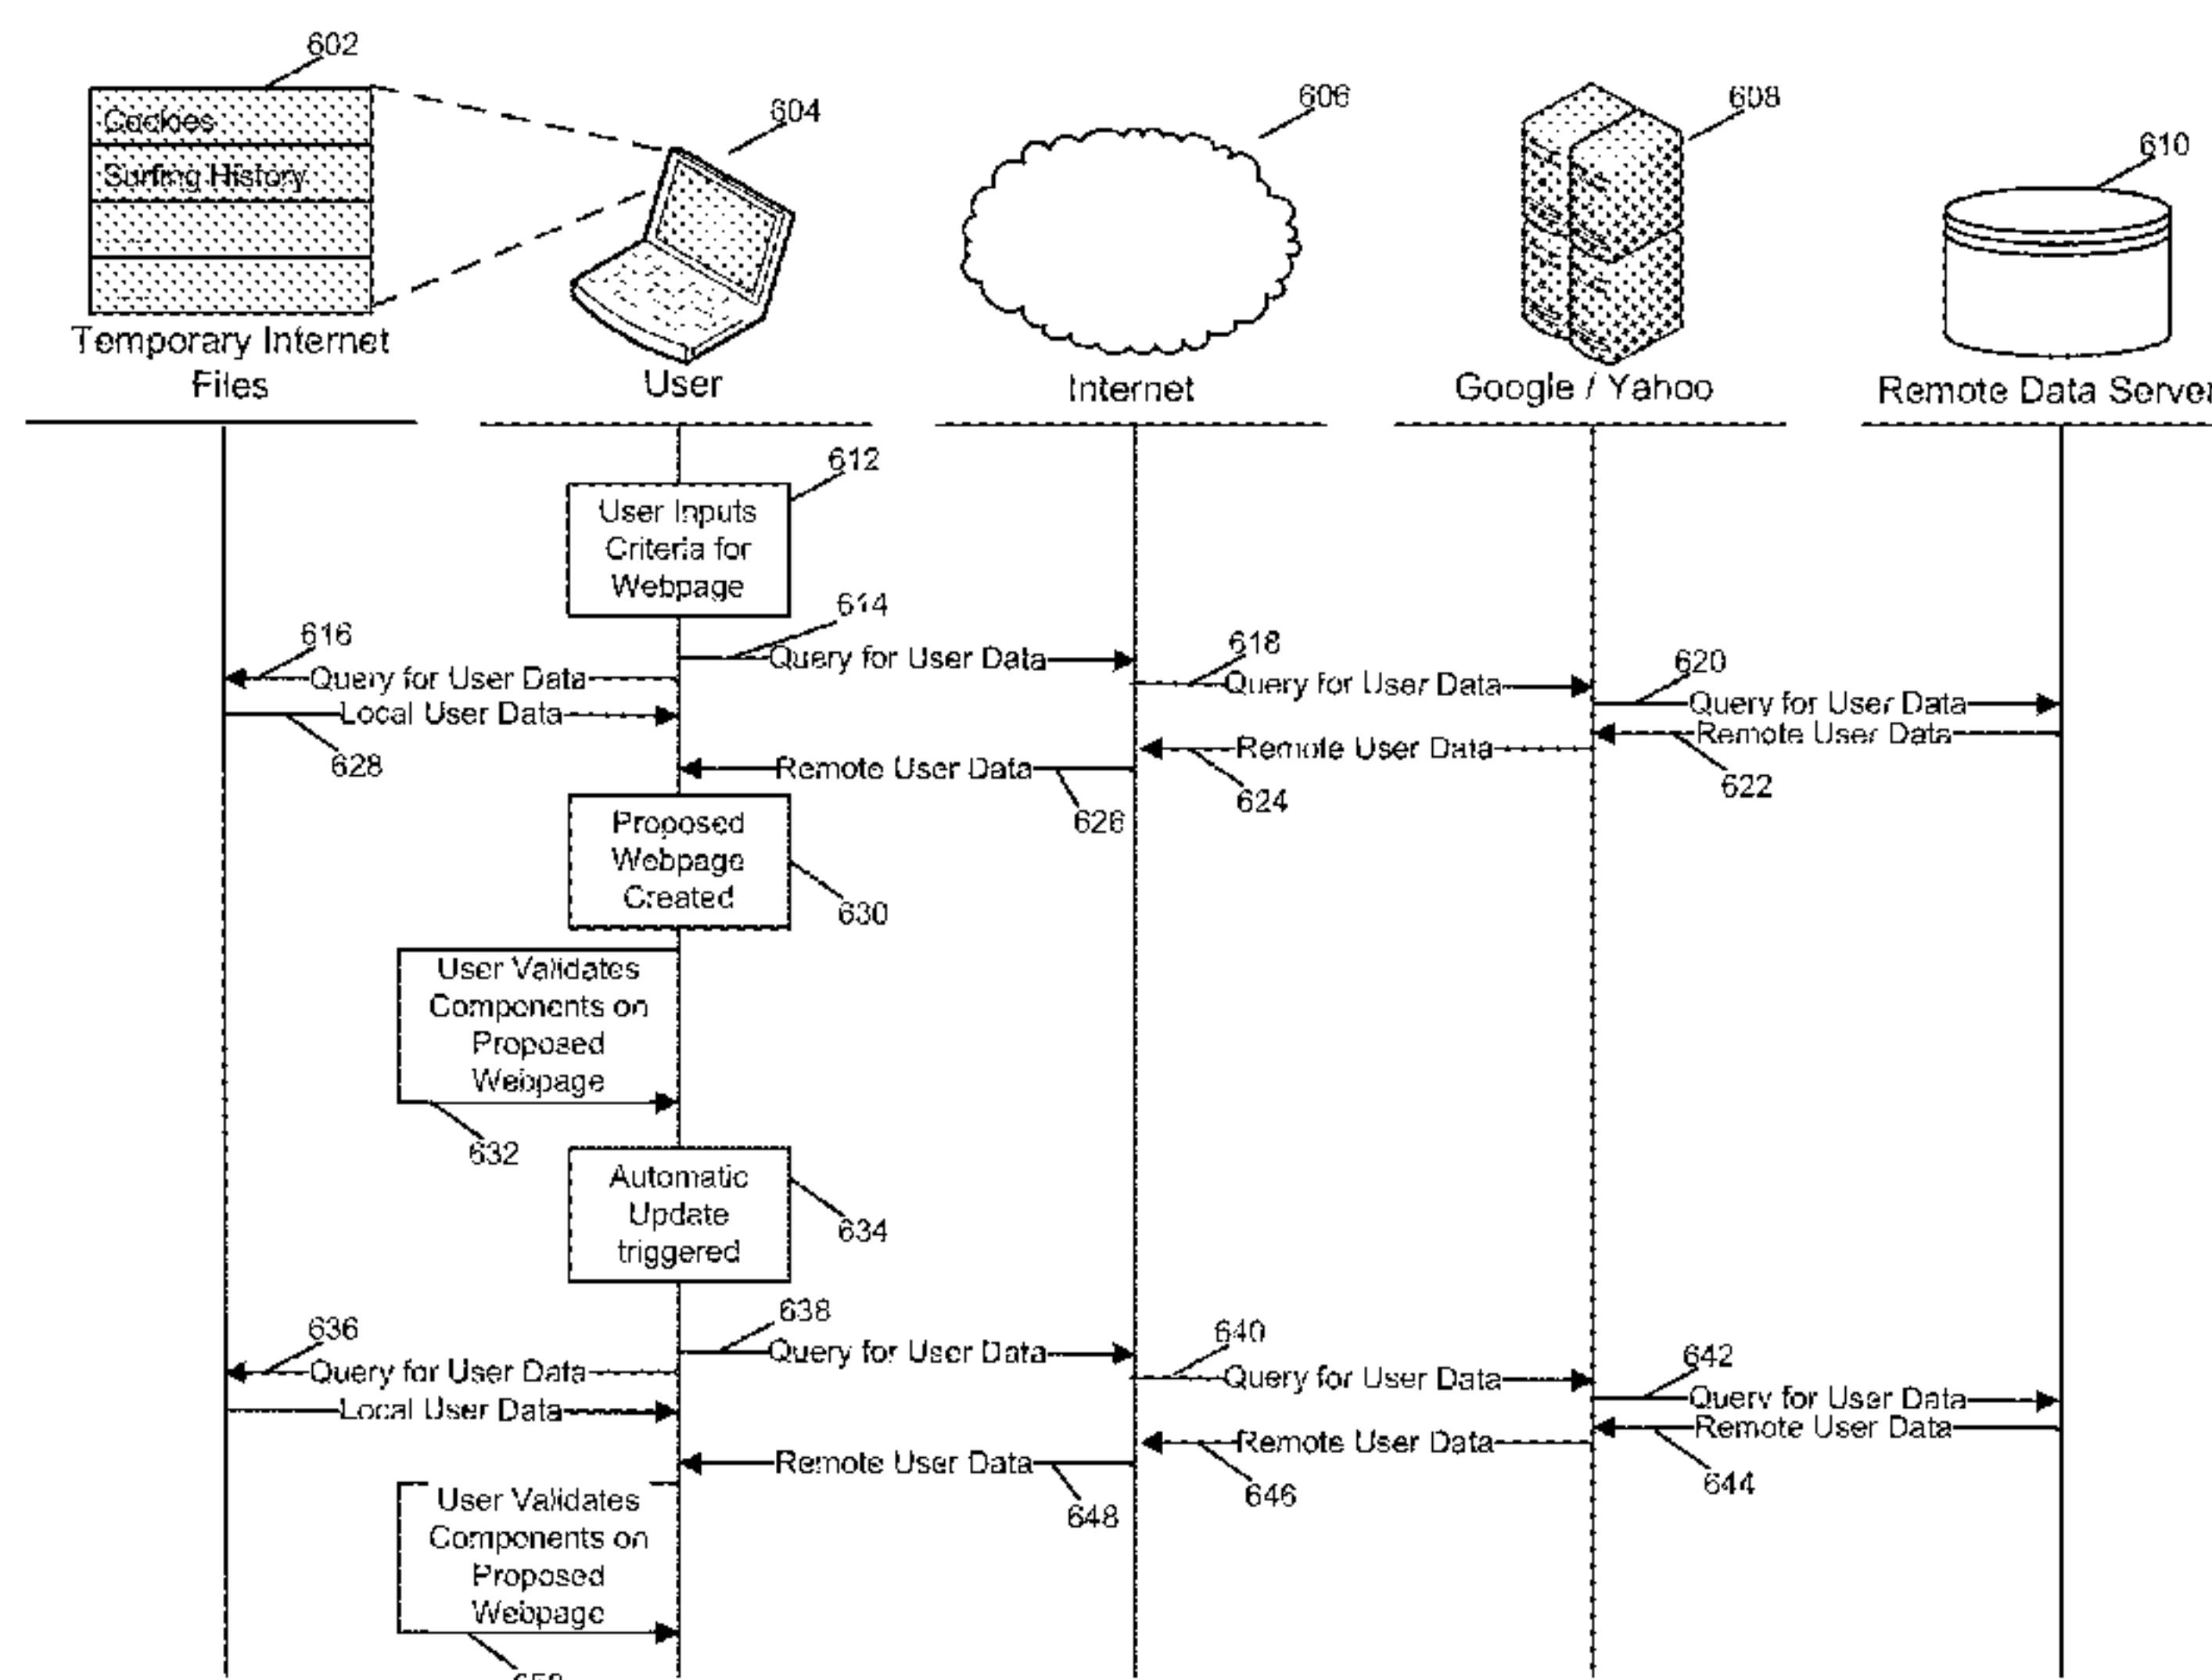 602
Cookies
Surfing History
Temporary Internet
Files
604
User
606
Internet
608
Google / Yahoo
610
Remote Data Server
612
User Inputs
Criteria for
Webpage
614
Query for User Data
616
Query for User Data
618
Query for User Data
620
Query for User Data
Local User Data
628
Remote User Data
622
Remote User Data
624
Remote User Data
626
Proposed
Webpage
Created
630
User Validates
Components on
Proposed
Webpage
632
Automatic
Update
triggered
634
636
Query for User Data
638
Query for User Data
640
Query for User Data
642
Query for User Data
Local User Data
Remote User Data
644
Remote User Data
646
Remote User Data
648
User Validates
Components on
Proposed
Webpage